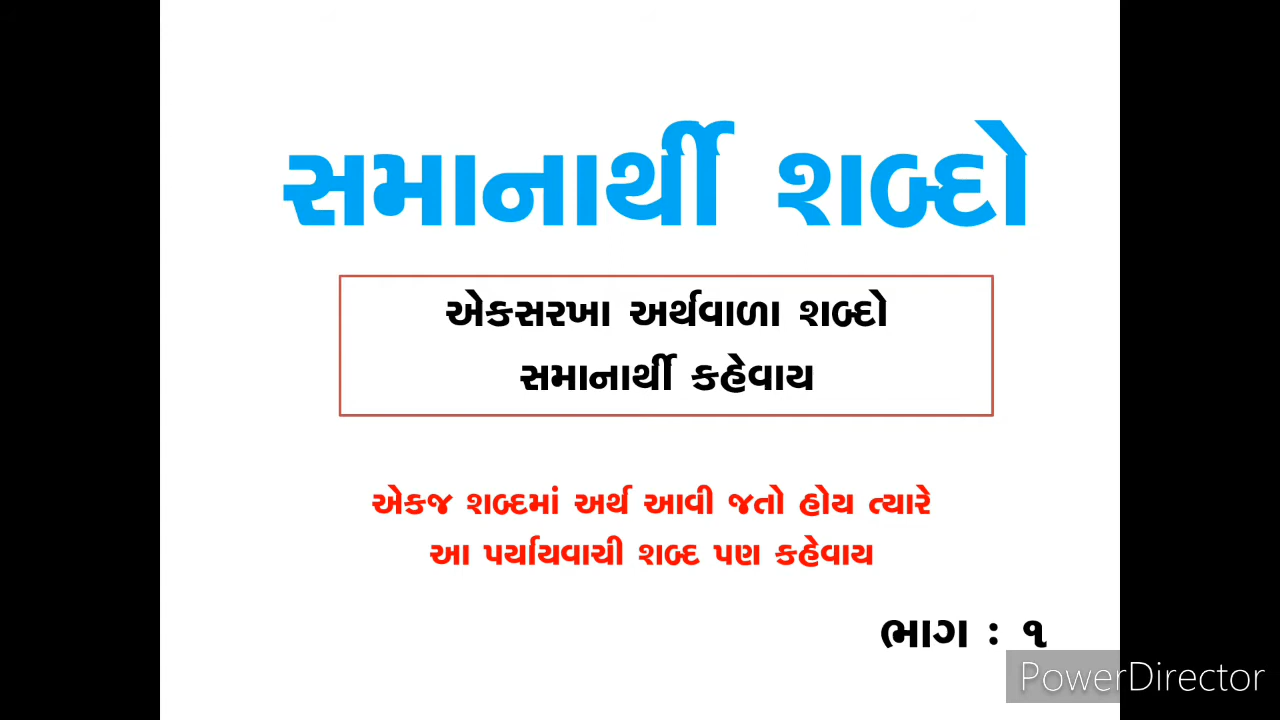 સમાનાર્થી શબ્દો
એકસરખા અર્થવાળા શબ્દો
સમાનાર્થી કહેવાય
એકજ શબ્દમાં અર્થ આવી જતો હોય ત્યારે
આ પર્યાયવાચી શબ્દ પણ કહેવાય
ભાગ : ૧
PowerDirector